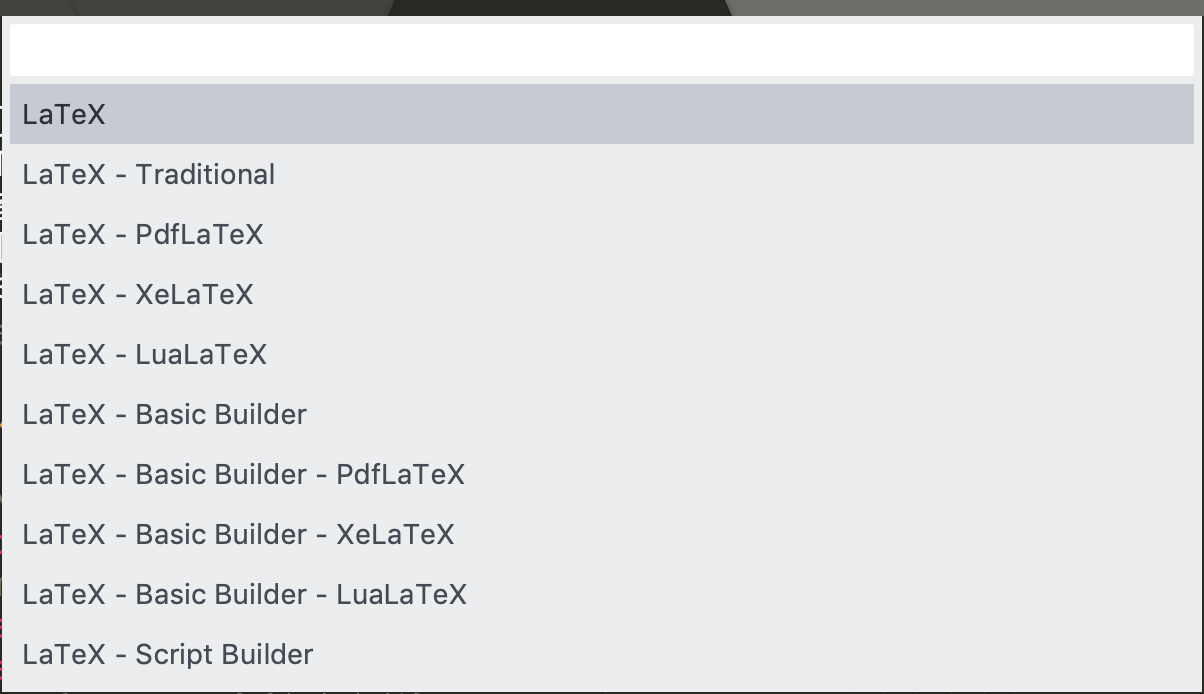 LaTeX
LaTeX - Traditional
LaTeX - PdfLaTeX
LaTeX - XeLaTeX
LaTeX - LuaLaTeX
LaTeX - Basic Builder
LaTeX - Basic Builder - PdfLaTeX
LaTeX - Basic Builder - XeLaTeX
LaTeX - Basic Builder - LuaLaTeX
LaTeX - Script Builder